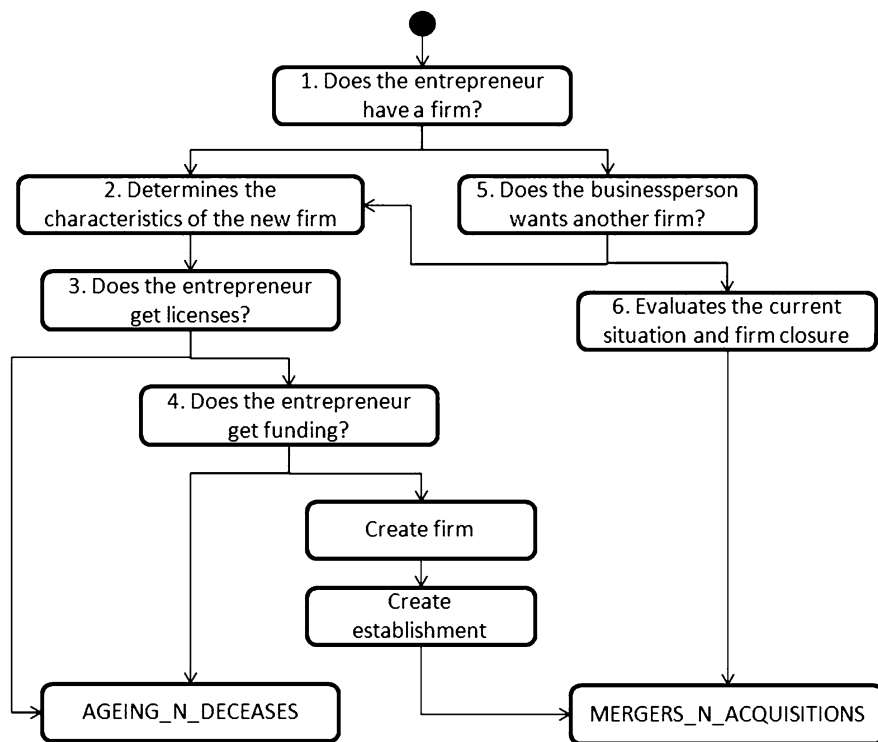 1. Does the entrepreneur
have a firm?
2. Determines the
characteristics of the new firm
5. Does the businessperson
wants another firm?
3. Does the entrepreneur
get licenses?
6. Evaluates the current
situation and firm closure
4. Does the entrepreneur
get funding?
Create firm
Create
establishment
AGEING_N_DECEASES
MERGERS_N_ACQUISITIONS